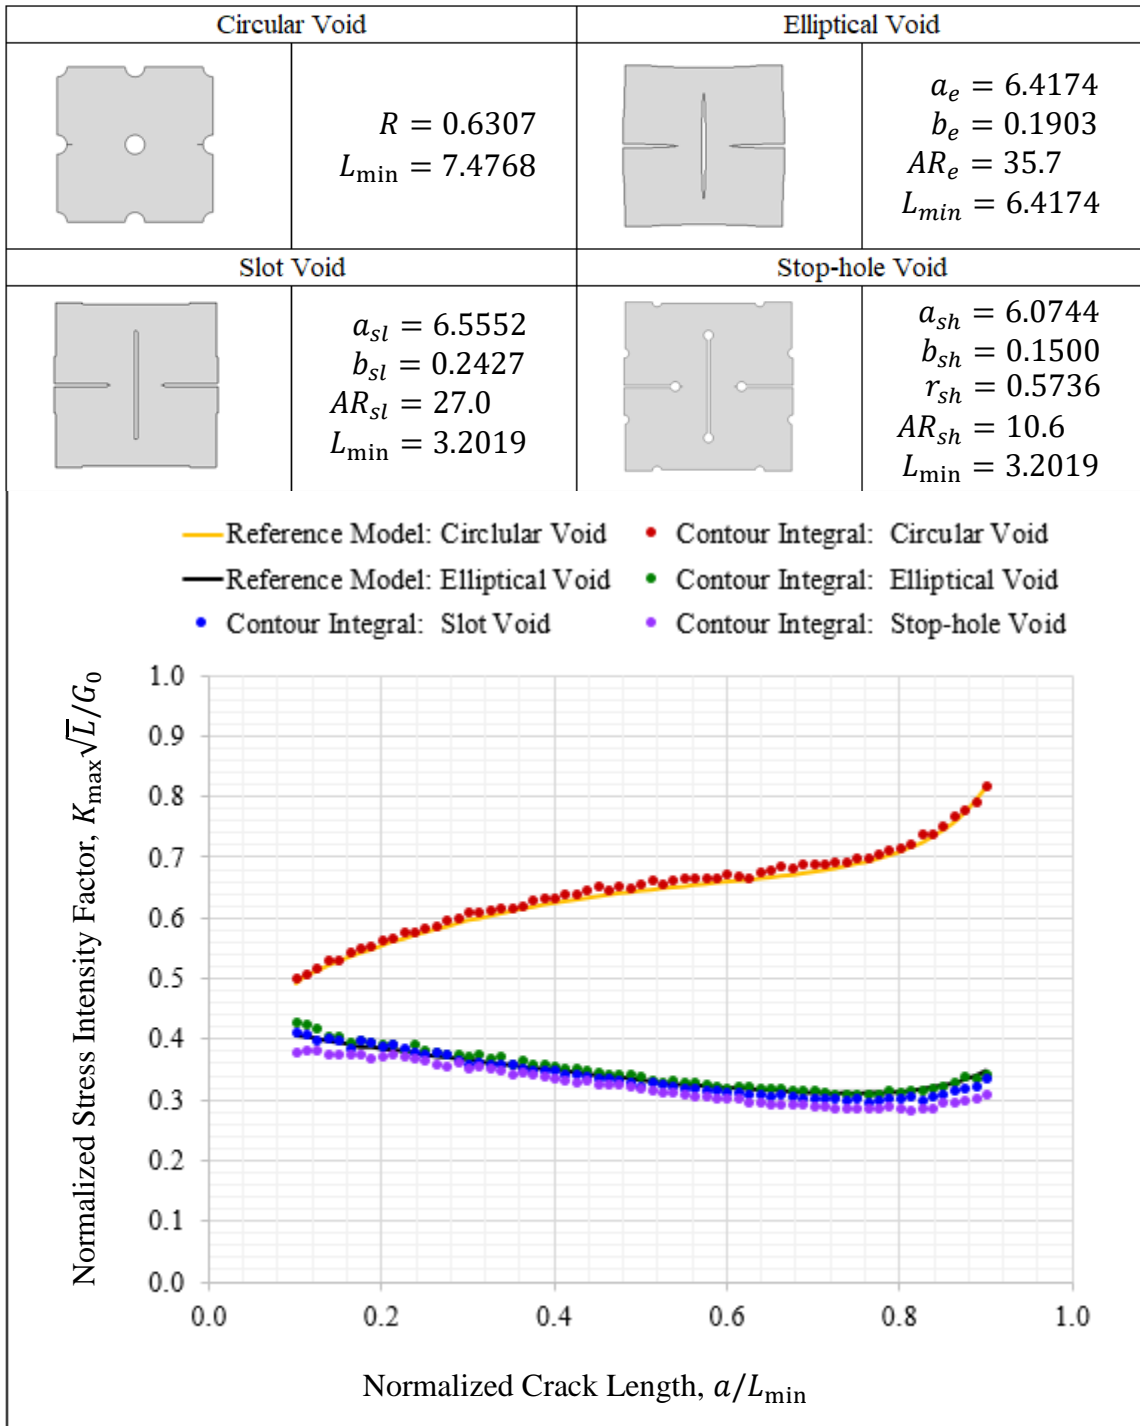 Circular Void
Elliptical Void
R = 0.6307
L_min = 7.4768
a_e = 6.4174
b_e = 0.1903
AR_e = 35.7
L_min = 6.4174
Slot Void
Stop-hole Void
a_sl = 6.5552
b_sl = 0.2427
AR_sl = 27.0
L_min = 3.2019
a_sh = 6.0744
b_sh = 0.1500
r_sh = 0.5736
AR_sh = 10.6
L_min = 3.2019
Reference Model: Circlular Void
Contour Integral: Circular Void
Reference Model: Elliptical Void
Contour Integral: Elliptical Void
Contour Integral: Slot Void
Contour Integral: Stop-hole Void
Normalized Stress Intensity Factor, K_max√L/G_0
1.0
0.9
0.8
0.7
0.6
0.5
0.4
0.3
0.2
0.1
0.0
0.0 0.2 0.4 0.6 0.8 1.0
Normalized Crack Length, a/L_min